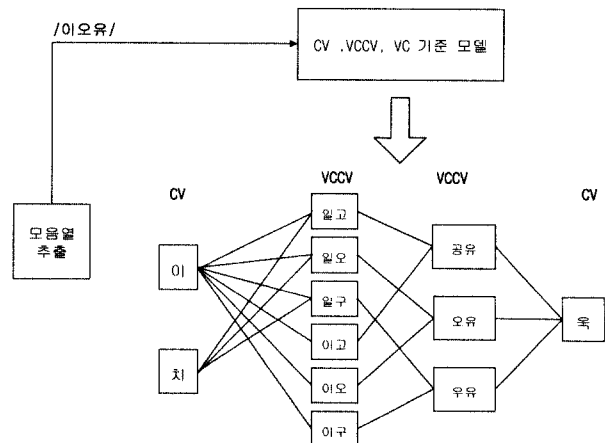 /이오유/
CV .VCCV, VC 기준 모델
VCCV
VCCV
CV
CV
모음열
추출
일고
일오
일구
이고
이오
이구
이
치
공유
오유
우유
육